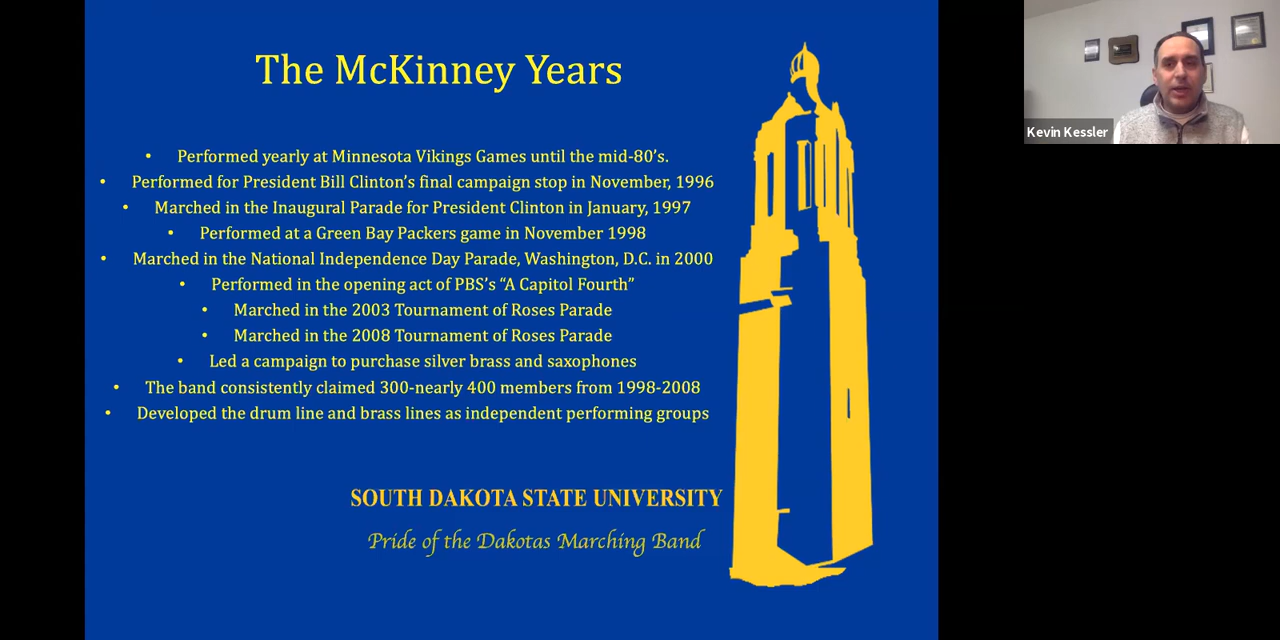 The McKinney Years
• Performed yearly at Minnesota Vikings Games until the mid-80's.
• Performed for President Bill Clinton's final campaign stop in November, 1996
• Marched in the Inaugural Parade for President Clinton in January, 1997
• Performed at a Green Bay Packers game in November 1998
• Marched in the National Independence Day Parade, Washington, D.C. in 2000
• Performed in the opening act of PBS's “A Capitol Fourth”
• Marched in the 2003 Tournament of Roses Parade
• Marched in the 2008 Tournament of Roses Parade
• Led a campaign to purchase silver brass and saxophones
• The band consistently claimed 300-nearly 400 members from 1998-2008
• Developed the drum line and brass lines as independent performing groups
SOUTH DAKOTA STATE UNIVERSITY
Pride of the Dakotas Marching Band
Kevin Kessler